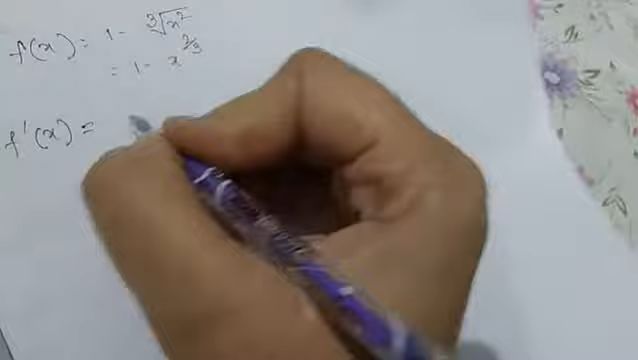 f(x) = 1 - ∛x²
= 1 - x^2/3
f'(x) =